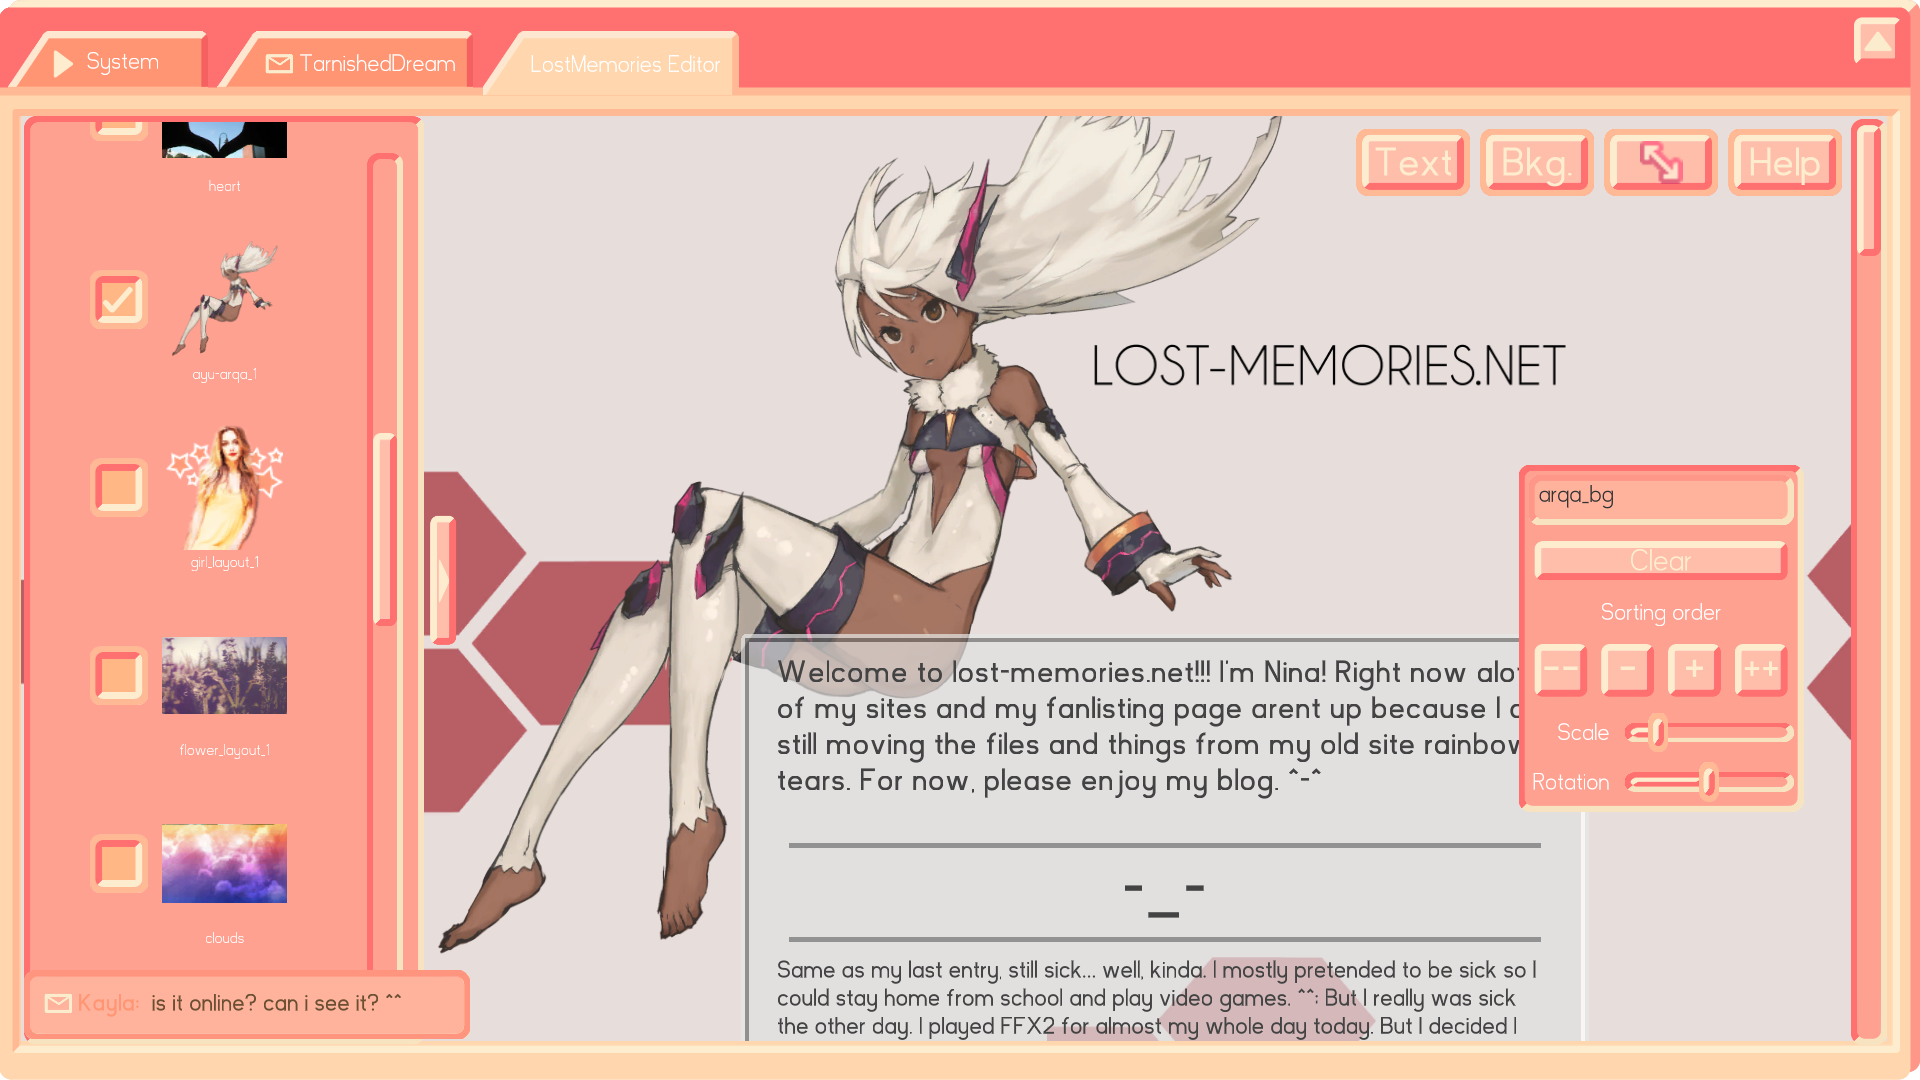 System
TarnishedDream
LostMemories Editor
Text
Bkg.
Help
heart
ayu-arqa_1
girl_layout_1
flower_layout_1
clouds
LOST-MEMORIES.NET
arqa_bg
Clear
Sorting order
--
-
+
++
Scale
Rotation
Welcome to lost-memories.net!!! I'm Nina! Right now alot
of my sites and my fanlisting page arent up because I
still moving the files and things from my old site rainbow
tears. For now, please enjoy my blog. ^-^
-_-
Same as my last entry, still sick... well, kinda. I mostly pretended to be sick so I
could stay home from school and play video games. ^^; But I really was sick
the other day. I played FFX2 for almost my whole day today. But I decided I
Kayla: is it online? can i see it? ^^